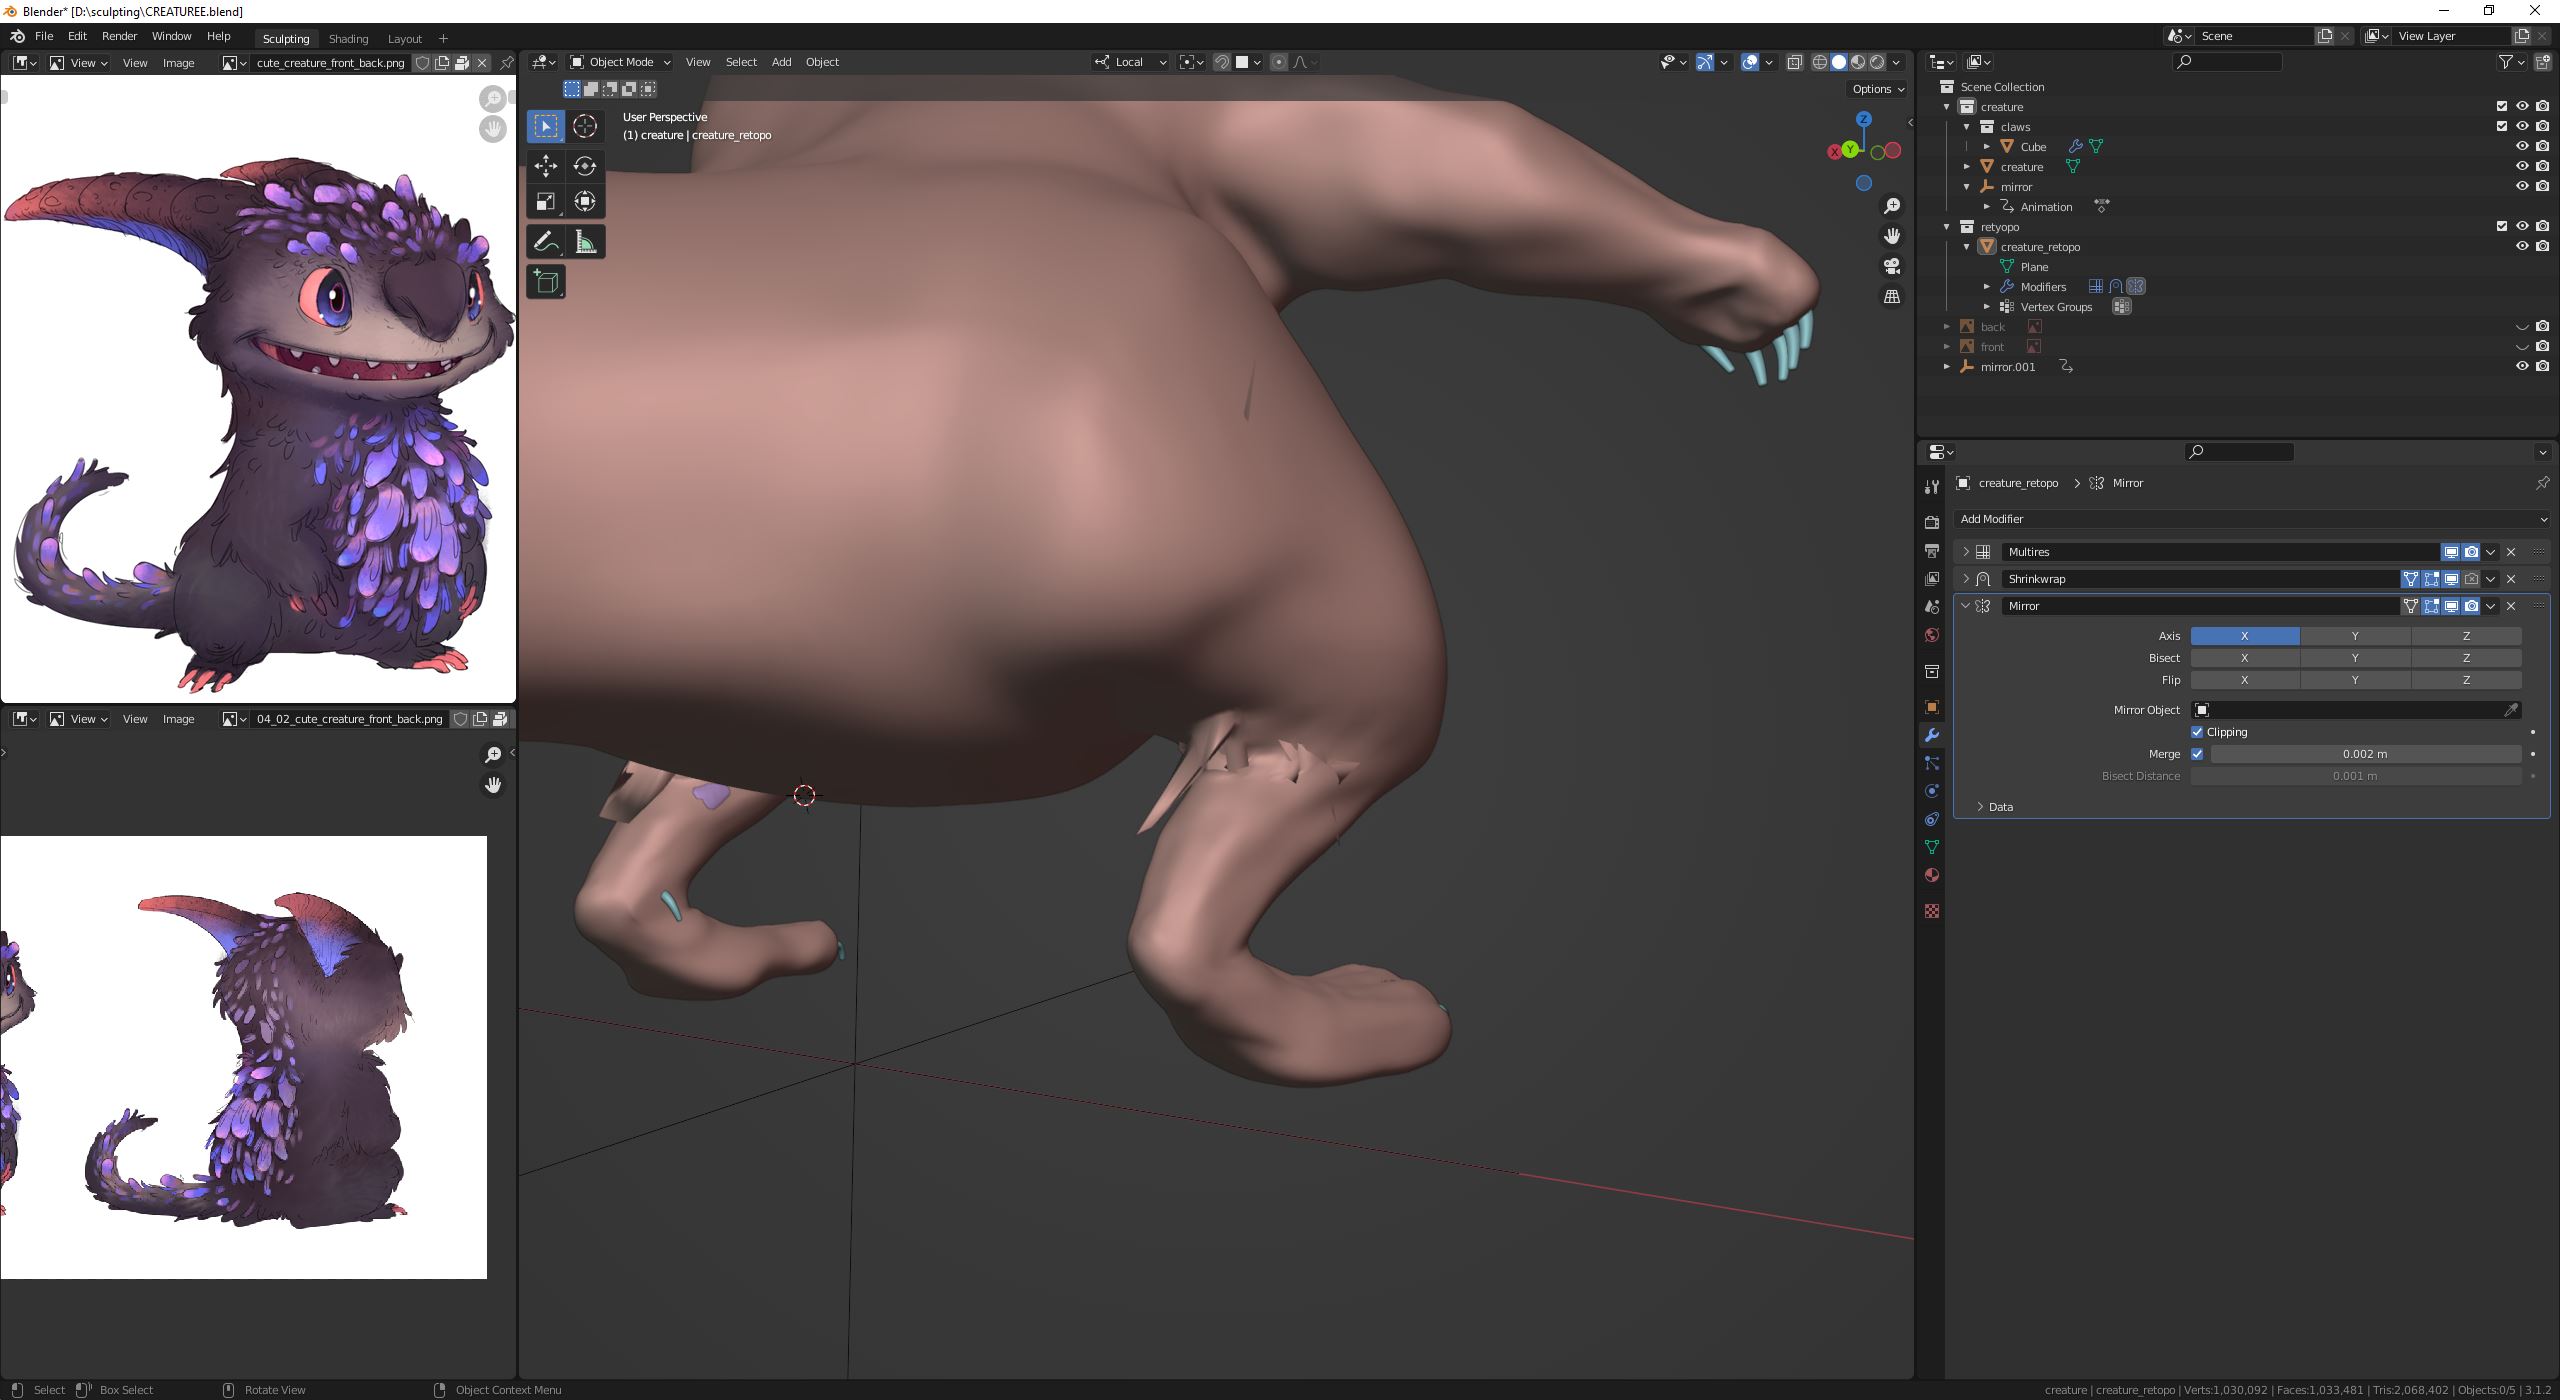 Blender* [D:\sculpting\CREATUREE.blend]
File Edit Render Window Help Sculpting Shading Layout + Scene View Layer
View View Image cute_creature_front_back.png
Object Mode View Select Add Object Local
Options
User Perspective
(1) creature | creature_retopo
Z
X Y
Scene Collection
creature
claws
Cube
creature
mirror
Animation
retyopo
creature_retopo
Plane
Modifiers
Vertex Groups
back
front
mirror.001
creature_retopo > Mirror
Add Modifier
Multires
Shrinkwrap
Mirror
Axis X Y Z
Bisect X Y Z
Flip X Y Z
Mirror Object
Clipping
Merge 0.002 m
Bisect Distance 0.001 m
Data
View View Image 04_02_cute_creature_front_back.png
Select Box Select Rotate View Object Context Menu
creature | creature_retopo | Verts:1,030,092 | Faces:1,033,481 | Tris:2,068,402 | Objects:0/5 | 3.1.2